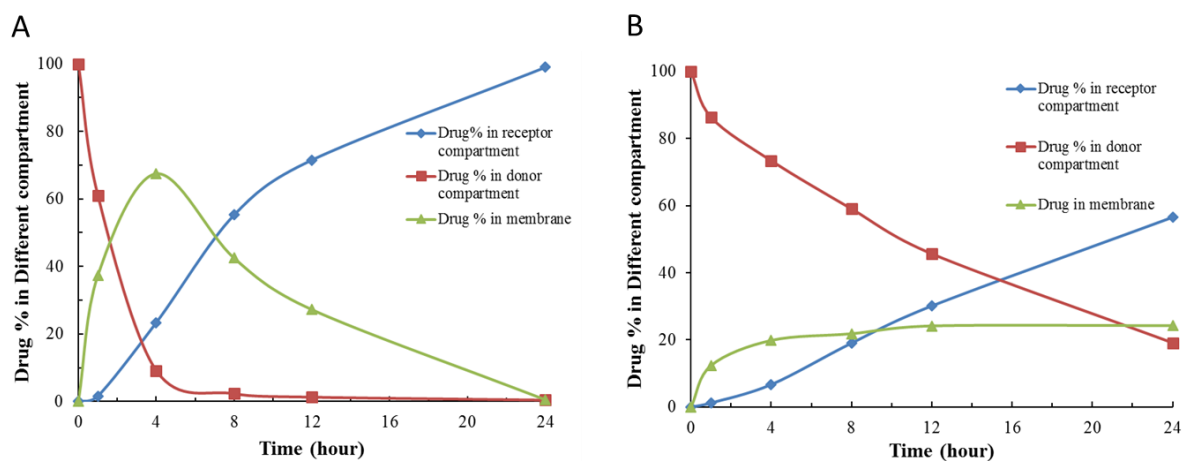 A
Drug % in Different compartment
100
80
60
40
20
0
0
4
8
12
16
20
24
Time (hour)
Drug% in receptor
compartment
Drug % in donor
compartment
Drug % in membrane
B
Drug % in Different compartment
100
80
60
40
20
0
0
4
8
12
16
20
24
Time (hour)
Drug % in receptor
compartment
Drug % in donor
compartment
Drug in membrane